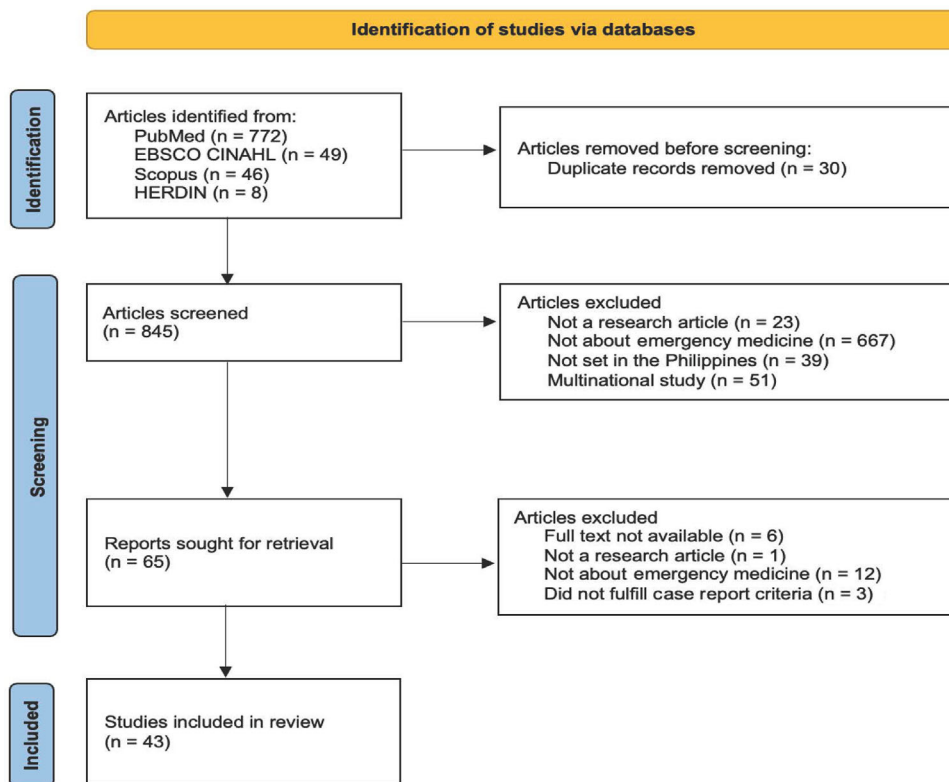 Identification of studies via databases
Identification
Articles identified from:
PubMed (n = 772)
EBSCO CINAHL (n = 49)
Scopus (n = 46)
HERDIN (n = 8)
Articles removed before screening:
Duplicate records removed (n = 30)
Screening
Articles screened
(n = 845)
Articles excluded
Not a research article (n = 23)
Not about emergency medicine (n = 667)
Not set in the Philippines (n = 39)
Multinational study (n = 51)
Reports sought for retrieval
(n = 65)
Articles excluded
Full text not available (n = 6)
Not a research article (n = 1)
Not about emergency medicine (n = 12)
Did not fulfill case report criteria (n = 3)
Included
Studies included in review
(n = 43)